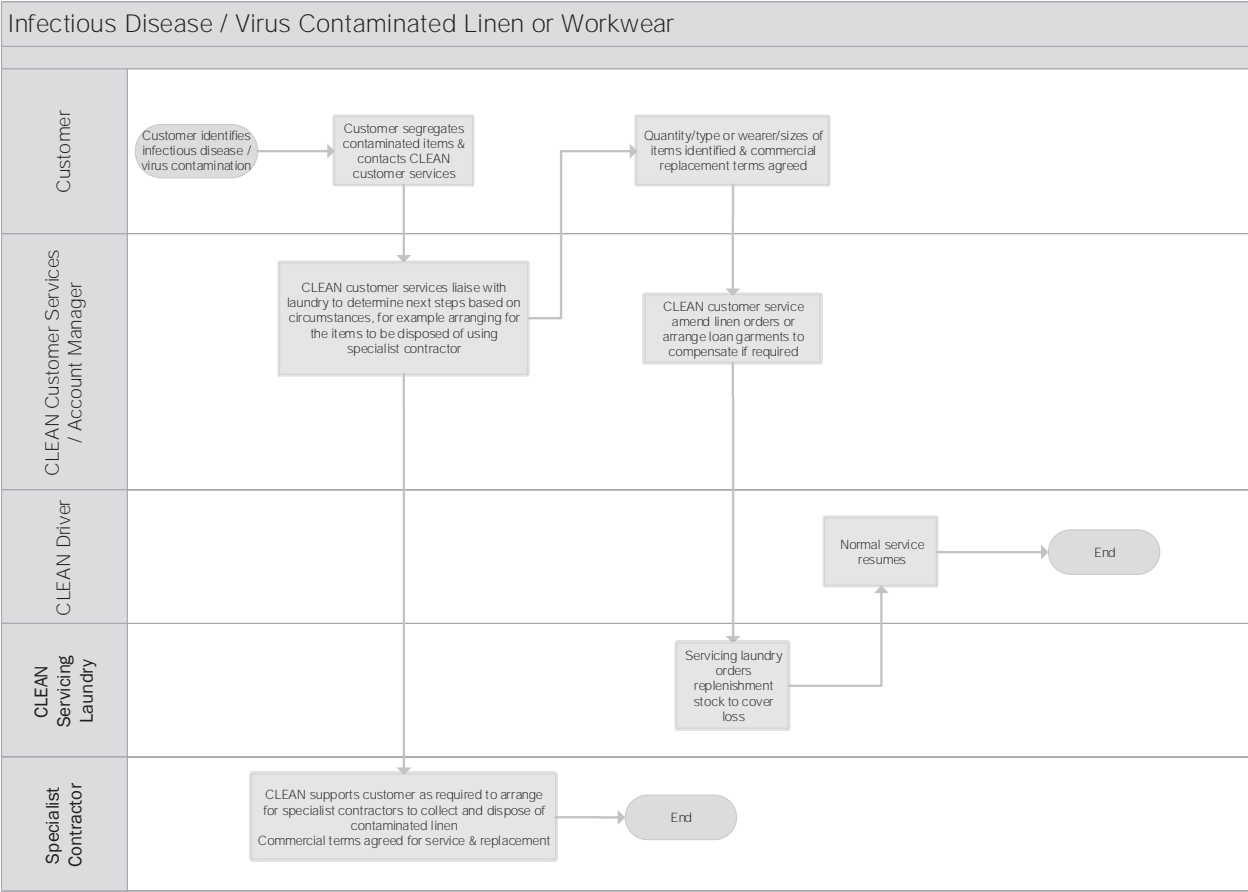 Infectious Disease / Virus Contaminated Linen or Workwear
Customer
Customer identifies
infectious disease /
virus contamination
Customer segregates
contaminated items &
contacts CLEAN
customer services
Quantity/type or wearer/sizes of
items identified & commercial
replacement terms agreed
CLEAN Customer Services
/ Account Manager
CLEAN customer services liaise with
laundry to determine next steps based on
circumstances, for example arranging for
the items to be disposed of using
specialist contractor
CLEAN customer service
amend linen orders or
arrange loan garments to
compensate if required
CLEAN Driver
Normal service
resumes
End
CLEAN
Servicing
Laundry
Servicing laundry
orders
replenishment
stock to cover
loss
Specialist
Contractor
CLEAN supports customer as required to arrange
for specialist contractors to collect and dispose of
contaminated linen
Commercial terms agreed for service & replacement
End